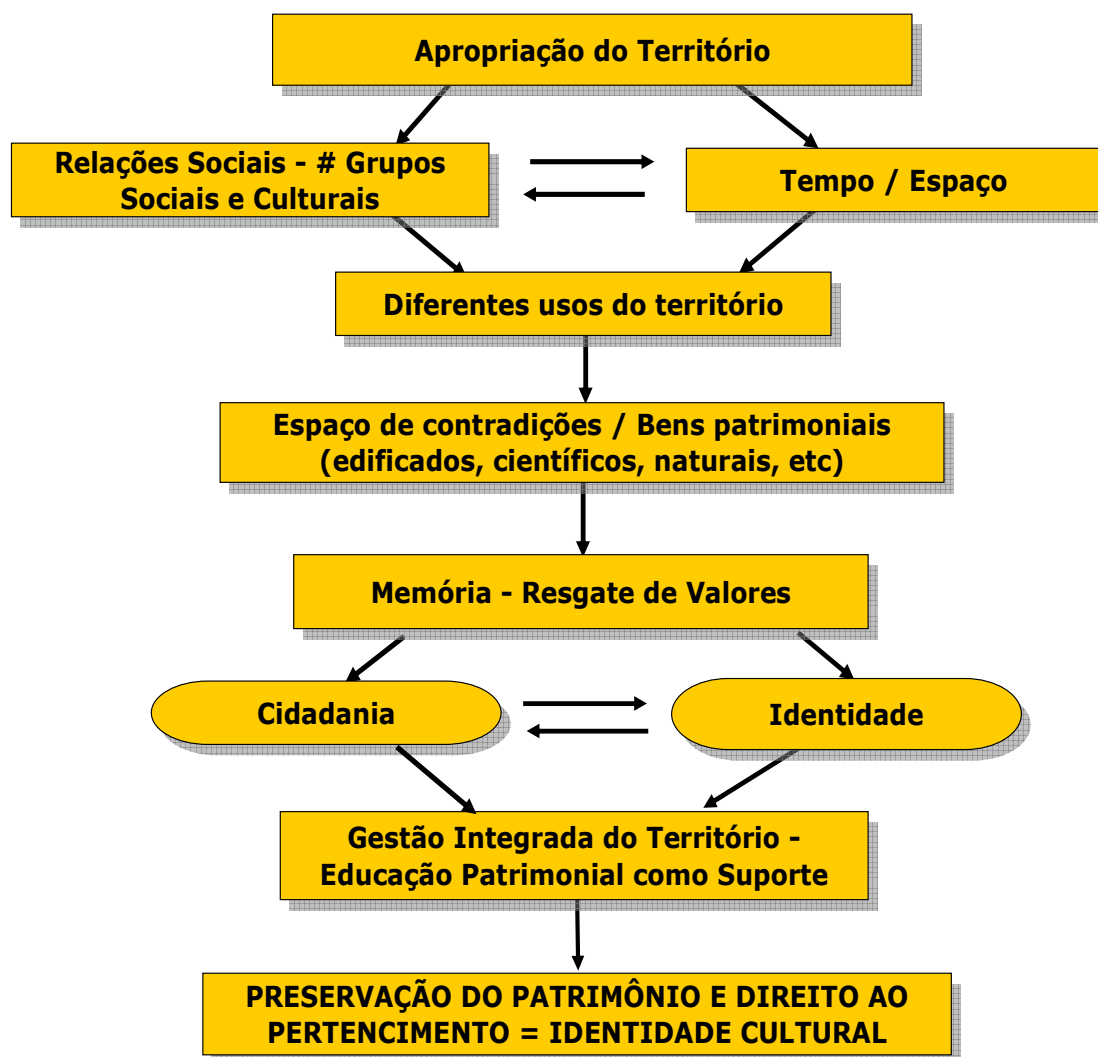 Apropriação do Território
Relações Sociais - # Grupos
Sociais e Culturais
Tempo / Espaço
Diferentes usos do território
Espaço de contradições / Bens patrimoniais
(edificados, científicos, naturais, etc)
Memória - Resgate de Valores
Cidadania
Identidade
Gestão Integrada do Território -
Educação Patrimonial como Suporte
PRESERVAÇÃO DO PATRIMÔNIO E DIREITO AO
PERTENCIMENTO = IDENTIDADE CULTURAL